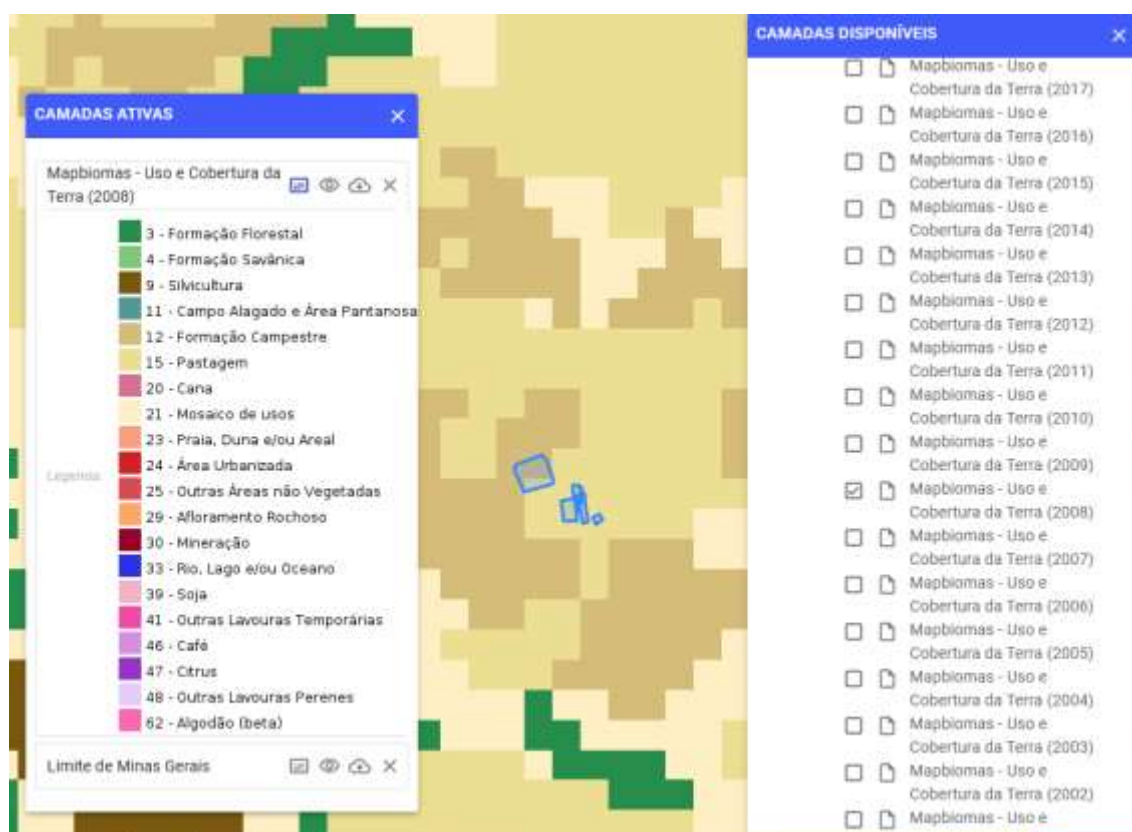 CAMADAS ATIVAS
Mapbiomas - Uso e Cobertura da
Terra (2008)
Legenda
3 - Formação Florestal
4 - Formação Savânica
9 - Silvicultura
11 - Campo Alagado e Área Pantanosa
12 - Formação Campestre
15 - Pastagem
20 - Cana
21 - Mosaico de usos
23 - Praia, Duna e/ou Areal
24 - Área Urbanizada
25 - Outras Áreas não Vegetadas
29 - Afloramento Rochoso
30 - Mineração
33 - Rio, Lago e/ou Oceano
39 - Soja
41 - Outras Lavouras Temporárias
46 - Café
47 - Citrus
48 - Outras Lavouras Perenes
62 - Algodão (beta)
Limite de Minas Gerais
CAMADAS DISPONÍVEIS
Mapbiomas - Uso e
Cobertura da Terra (2017)
Mapbiomas - Uso e
Cobertura da Terra (2016)
Mapbiomas - Uso e
Cobertura da Terra (2015)
Mapbiomas - Uso e
Cobertura da Terra (2014)
Mapbiomas - Uso e
Cobertura da Terra (2013)
Mapbiomas - Uso e
Cobertura da Terra (2012)
Mapbiomas - Uso e
Cobertura da Terra (2011)
Mapbiomas - Uso e
Cobertura da Terra (2010)
Mapbiomas - Uso e
Cobertura da Terra (2009)
Mapbiomas - Uso e
Cobertura da Terra (2008)
Mapbiomas - Uso e
Cobertura da Terra (2007)
Mapbiomas - Uso e
Cobertura da Terra (2006)
Mapbiomas - Uso e
Cobertura da Terra (2005)
Mapbiomas - Uso e
Cobertura da Terra (2004)
Mapbiomas - Uso e
Cobertura da Terra (2003)
Mapbiomas - Uso e
Cobertura da Terra (2002)
Mapbiomas - Uso e